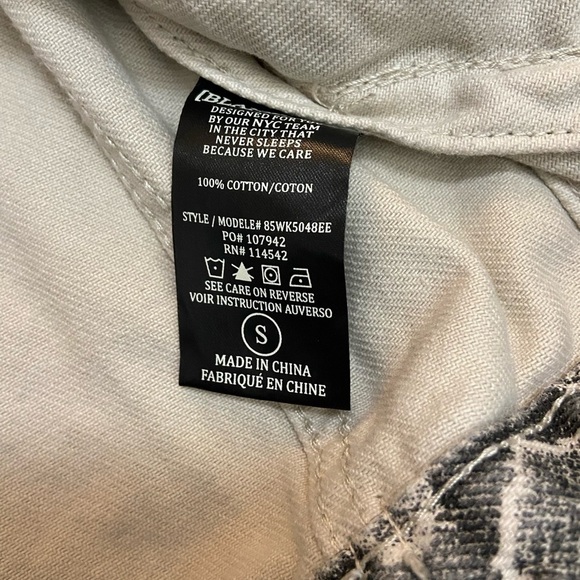 [BLA
DESIGNED FOR YOU
BY OUR NYC TEAM
IN THE CITY THAT
NEVER SLEEPS
BECAUSE WE CARE
100% COTTON/COTON
STYLE / MODELE# 85WK5048EE
PO# 107942
RN# 114542
SEE CARE ON REVERSE
VOIR INSTRUCTION AUVERSO
S
MADE IN CHINA
FABRIQUÉ EN CHINE